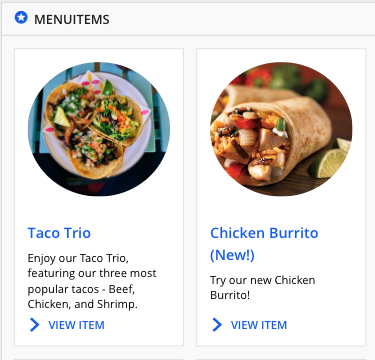 MENUITEMS
Taco Trio
Enjoy our Taco Trio,
featuring our three most
popular tacos - Beef,
Chicken, and Shrimp.
VIEW ITEM
Chicken Burrito
(New!)
Try our new Chicken
Burrito!
VIEW ITEM